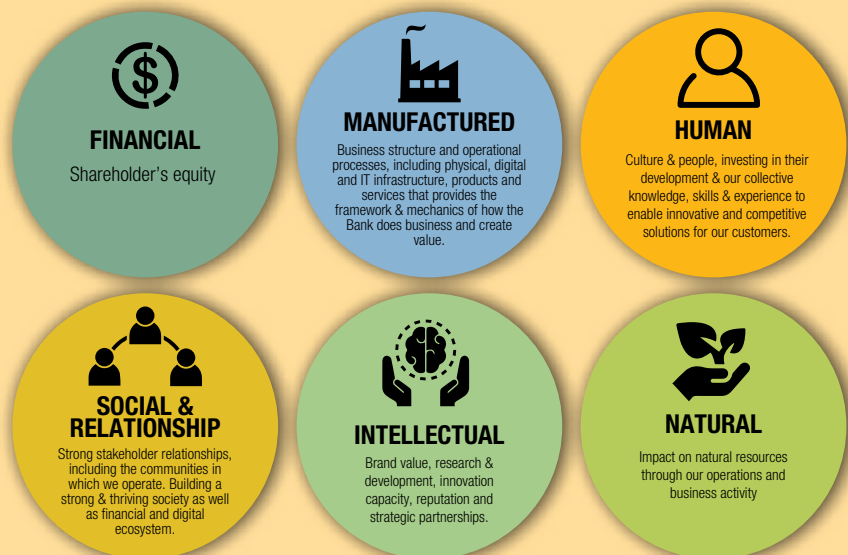 FINANCIAL
Shareholder's equity
MANUFACTURED
Business structure and operational
processes, including physical, digital
and IT infrastructure, products and
services that provides the
framework & mechanics of how the
Bank does business and create
value.
HUMAN
Culture & people, investing in their
development & our collective
knowledge, skills & experience to
enable innovative and competitive
solutions for our customers.
SOCIAL &
RELATIONSHIP
Strong stakeholder relationships,
including the communities in
which we operate. Building a
strong & thriving society as well
as financial and digital
ecosystem.
INTELLECTUAL
Brand value, research &
development, innovation
capacity, reputation and
strategic partnerships.
NATURAL
Impact on natural resources
through our operations and
business activity